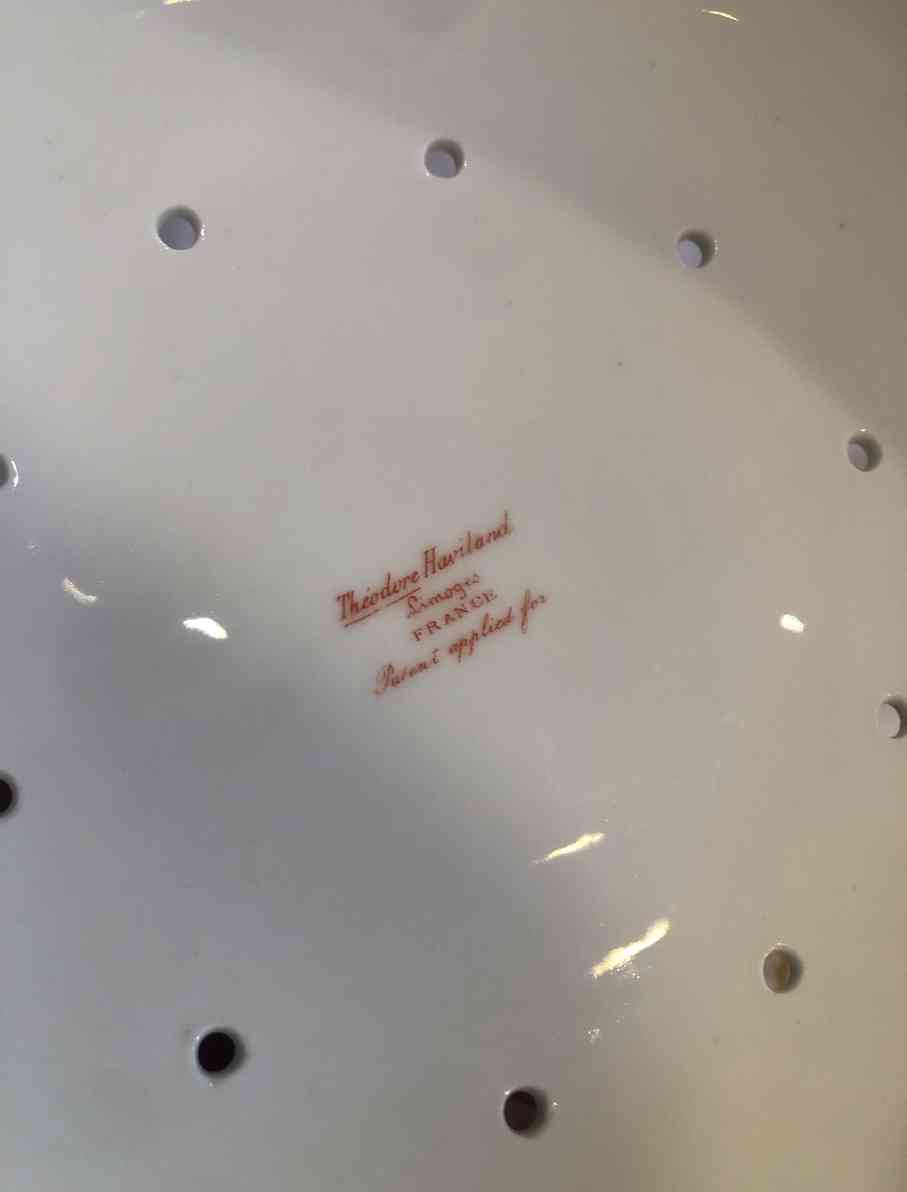 Théodore Haviland
Limoges
FRANCE
Patent applied for